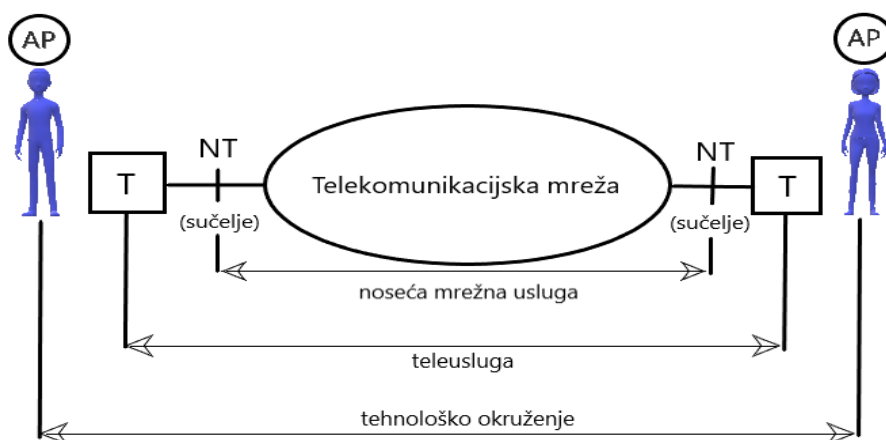 AP
AP
NT
NT
T
Telekomunikacijska mreža
T
(sučelje)
(sučelje)
noseća mrežna usluga
teleusluga
tehnološko okruženje